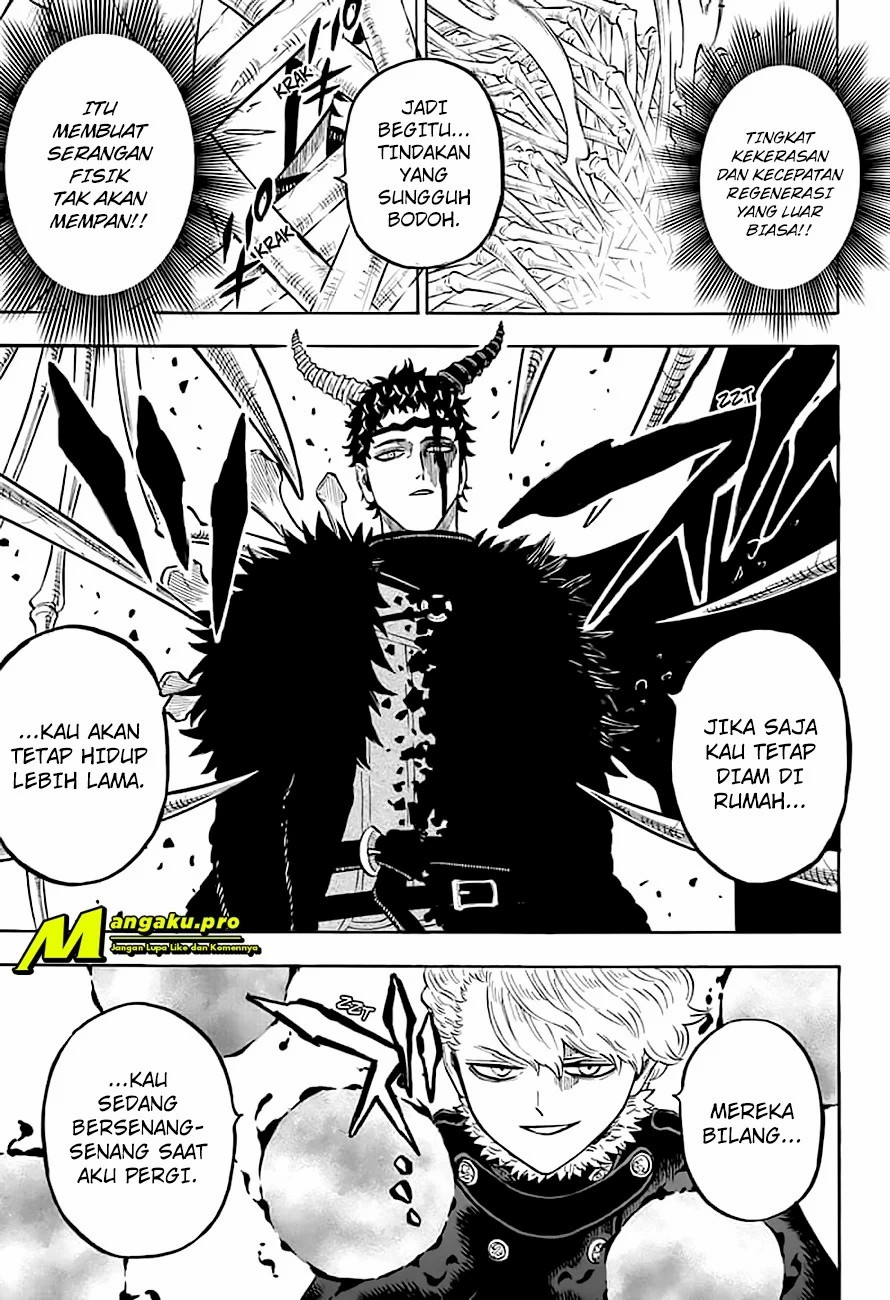 TINGKAT
KEKERASAN
DAN KECEPATAN
REGENERASI
YANG LUAR
BIASA!!
JADI
BEGITU...
TINDAKAN
YANG
SUNGGUH
BODOH.
KRAK
KRAK
ITU
MEMBUAT
SERANGAN
FISIK
TAK AKAN
MEMPAN!!
ZZT
JIKA SAJA
KAU TETAP
DIAM DI
RUMAH...
...KAU AKAN
TETAP HIDUP
LEBIH LAMA.
Mangaku.pro
Jangan Lupa Like dan Komennya
ZZT
MEREKA
BILANG...
...KAU
SEDANG
BERSENANG-
SENANG SAAT
AKU PERGI.